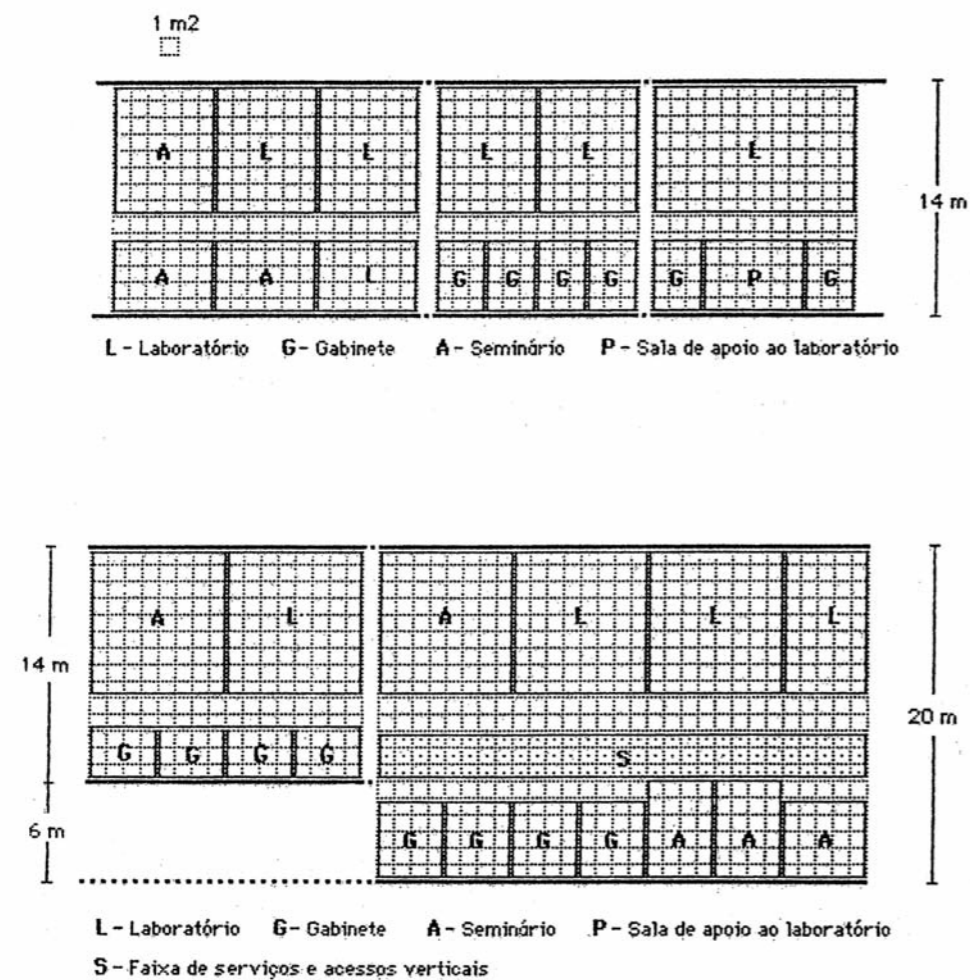 1 m2
A L L L L L
14 m
A A L G G G G G P G
L - Laboratório G - Gabinete A - Seminário P - Sala de apoio ao laboratório
A L A L L L
14 m
20 m
G G G G S
6 m
G G G G A A A
L - Laboratório G - Gabinete A - Seminário P - Sala de apoio ao laboratório
S - Faixa de serviços e acessos verticais